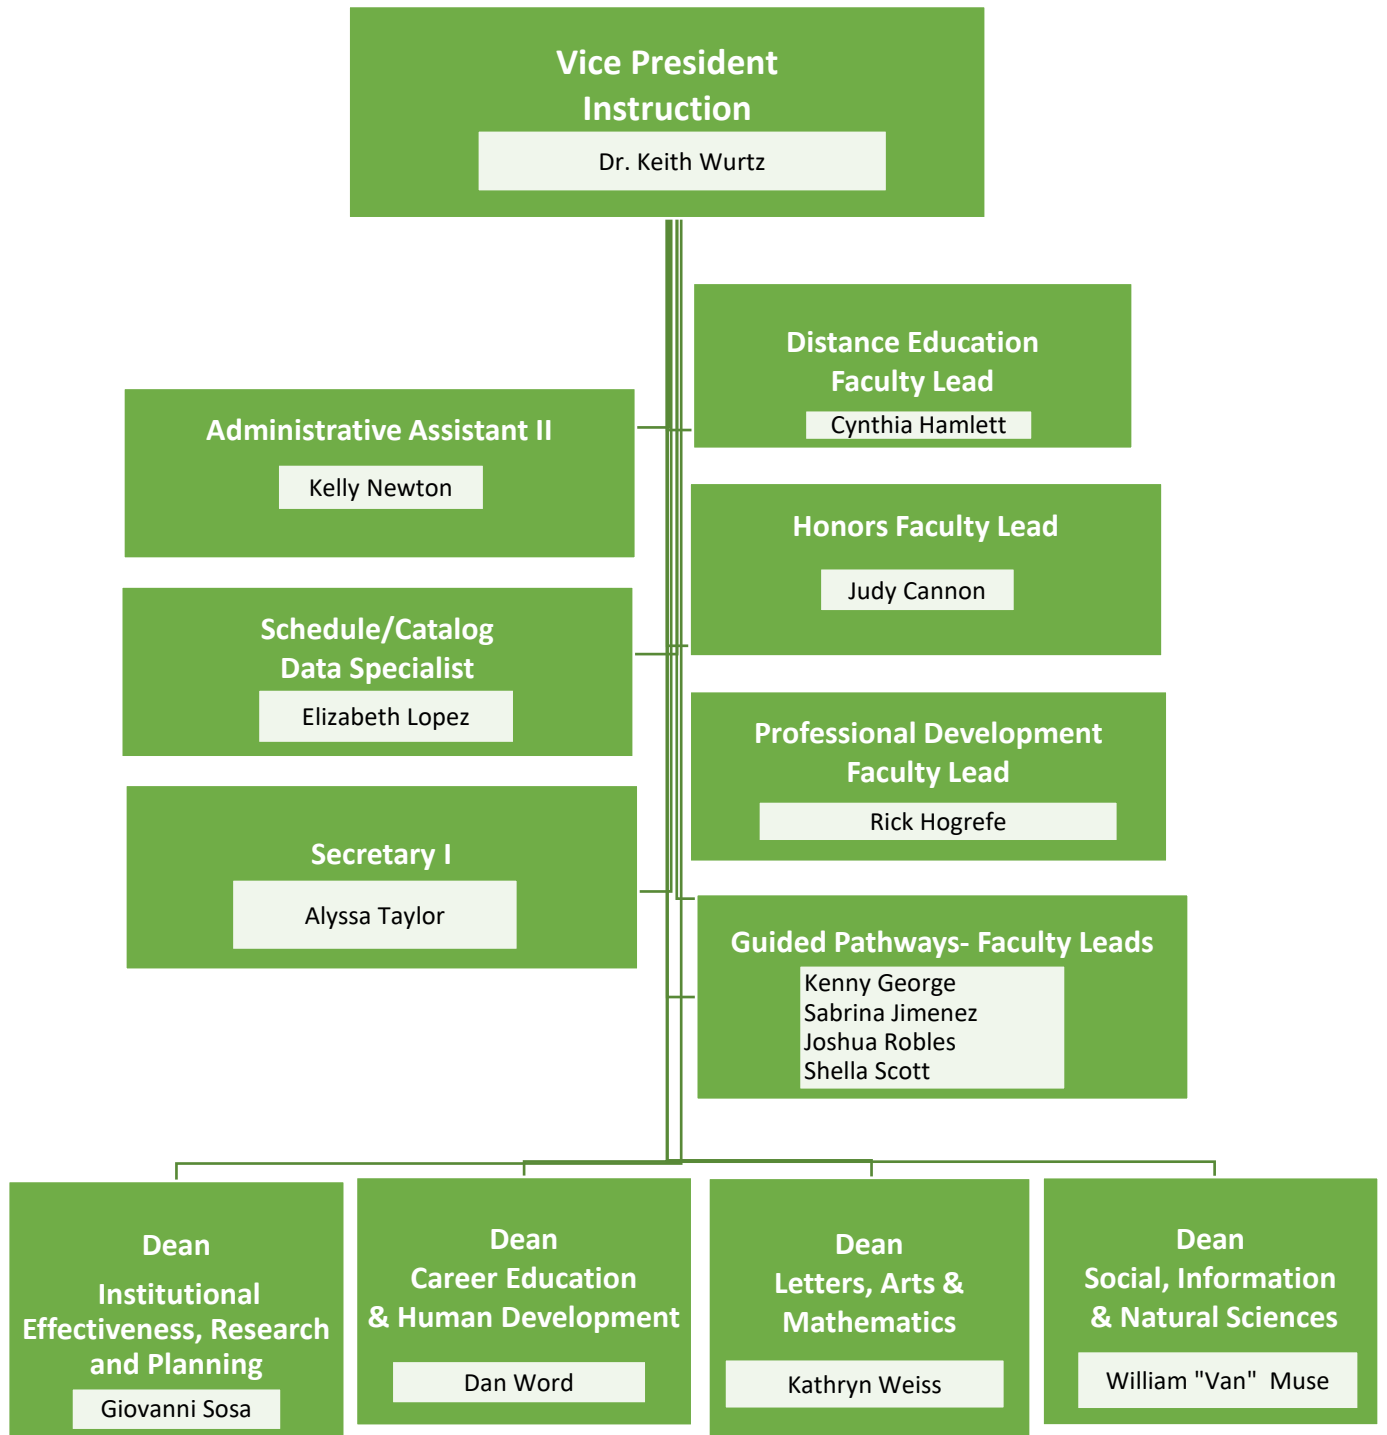 Vice President
Instruction
Dr. Keith Wurtz
Distance Education
Faculty Lead
Cynthia Hamlett
Administrative Assistant II
Kelly Newton
Honors Faculty Lead
Judy Cannon
Schedule/Catalog
Data Specialist
Elizabeth Lopez
Professional Development
Faculty Lead
Rick Hogrefe
Secretary I
Alyssa Taylor
Guided Pathways- Faculty Leads
Kenny George
Sabrina Jimenez
Joshua Robles
Shella Scott
Dean
Institutional
Effectiveness, Research
and Planning
Giovanni Sosa
Dean
Career Education
& Human Development
Dan Word
Dean
Letters, Arts &
Mathematics
Kathryn Weiss
Dean
Social, Information
& Natural Sciences
William "Van"  Muse